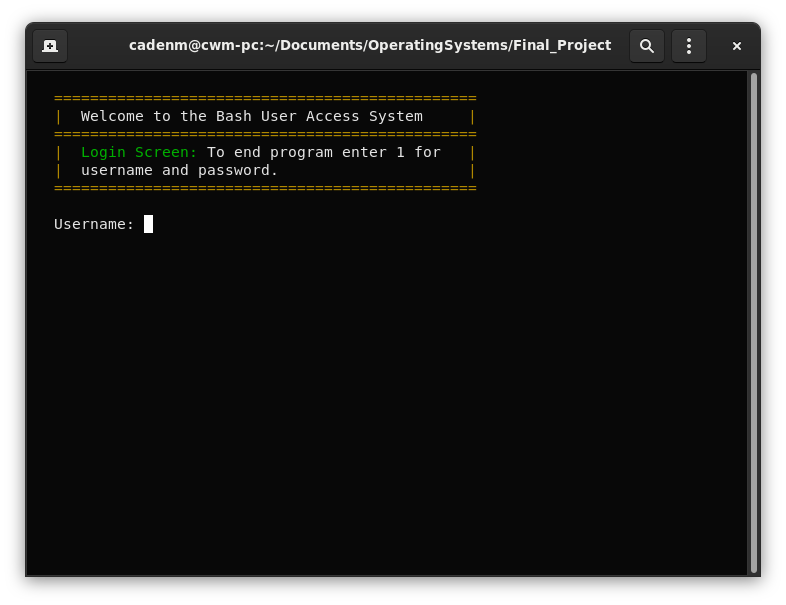 cadenm@cwm-pc:~/Documents/OperatingSystems/Final_Project
===============================================
|  Welcome to the Bash User Access System     |
===============================================
|  Login Screen: To end program enter 1 for   |
|  username and password.                     |
===============================================
Username: